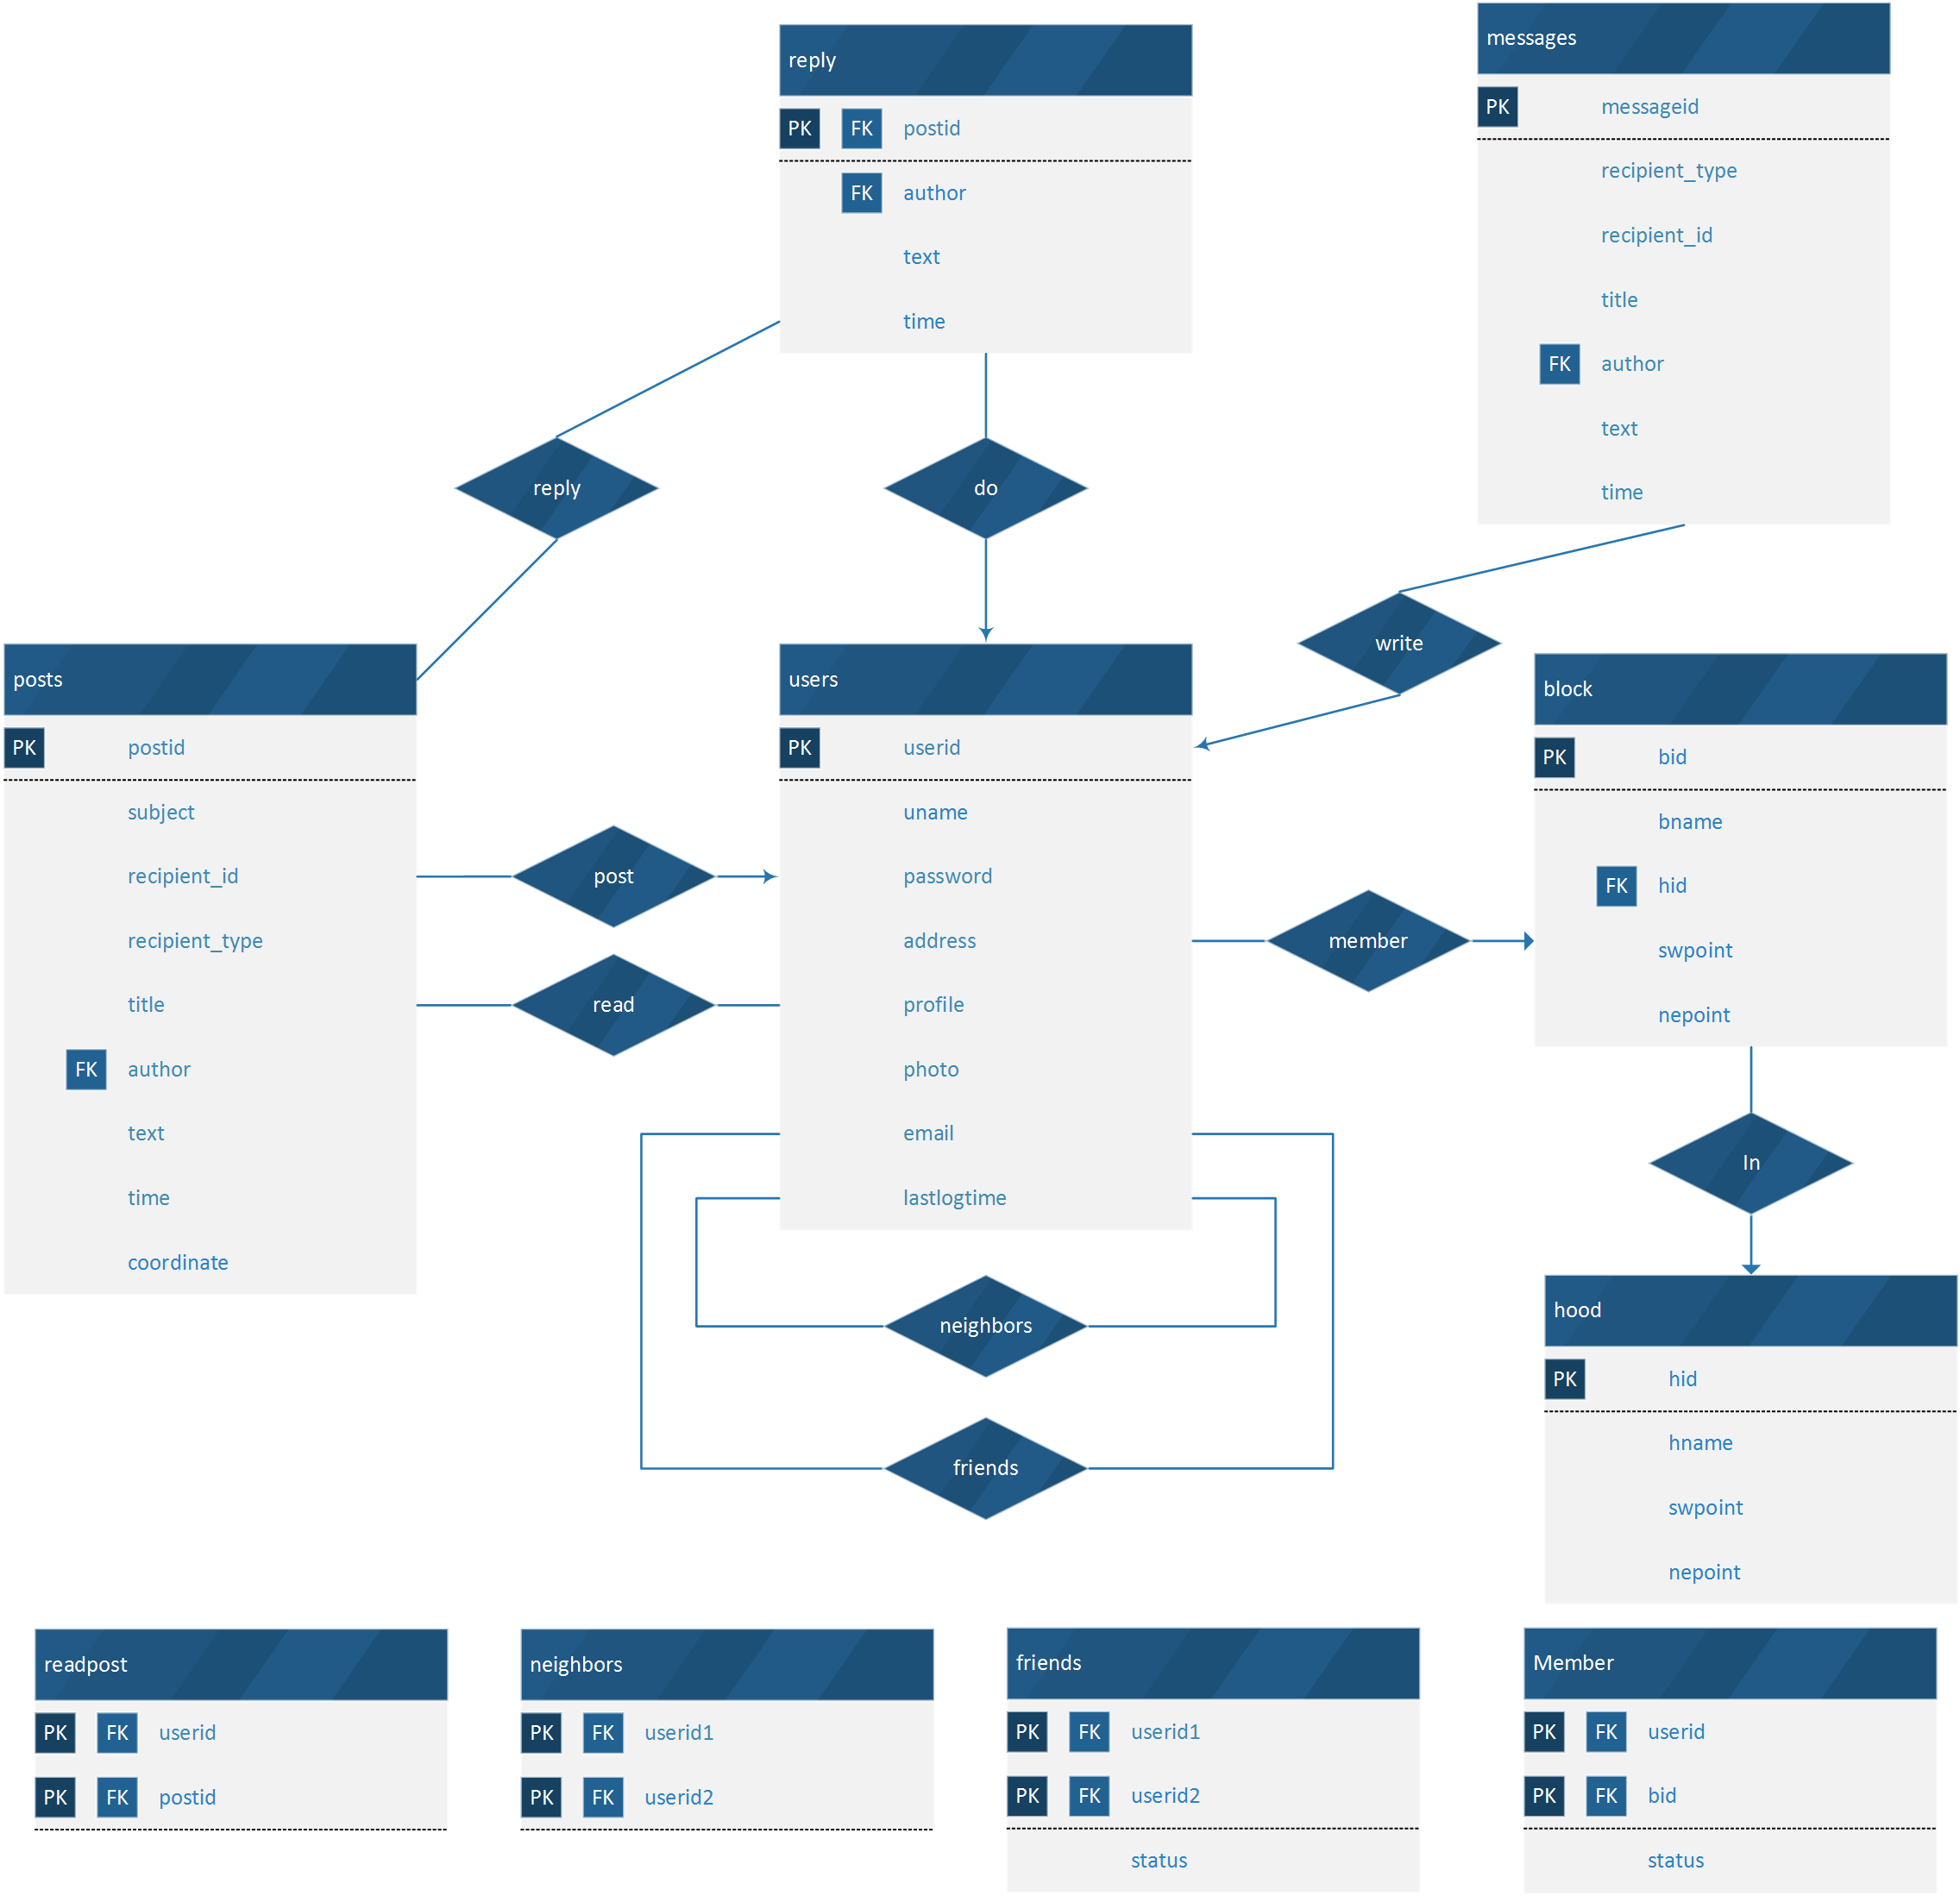 reply
PK FK postid
FK author
text
time
messages
PK messageid
recipient_type
recipient_id
title
FK author
text
time
reply
do
write
posts
PK postid
subject
recipient_id
recipient_type
title
FK author
text
time
coordinate
post
read
users
PK userid
uname
password
address
profile
photo
email
lastlogtime
member
block
PK bid
bname
FK hid
swpoint
nepoint
In
neighbors
friends
hood
PK hid
hname
swpoint
nepoint
readpost
PK FK userid
PK FK postid
neighbors
PK FK userid1
PK FK userid2
friends
PK FK userid1
PK FK userid2
status
Member
PK FK userid
PK FK bid
status